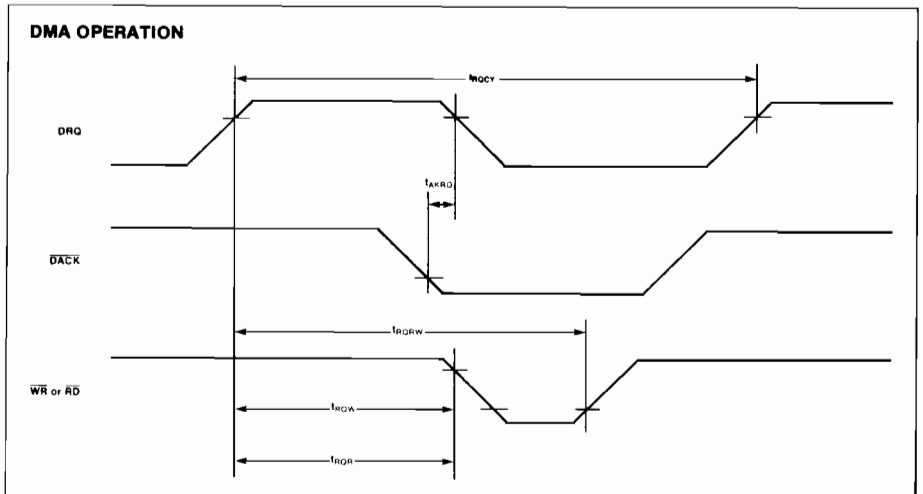 DMA OPERATION
tRQCY
DRQ
tAKRQ
DACK
tRQRW
WR or RD
tRQW
tRQR